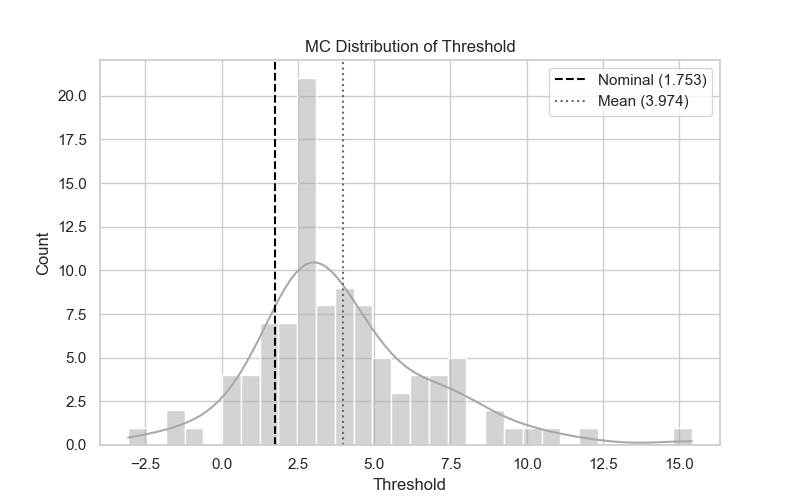 MC Distribution of Threshold
Nominal (1.753)
Mean (3.974)
Count
20.0
17.5
15.0
12.5
10.0
7.5
5.0
2.5
0.0
−2.5 0.0 2.5 5.0 7.5 10.0 12.5 15.0
Threshold